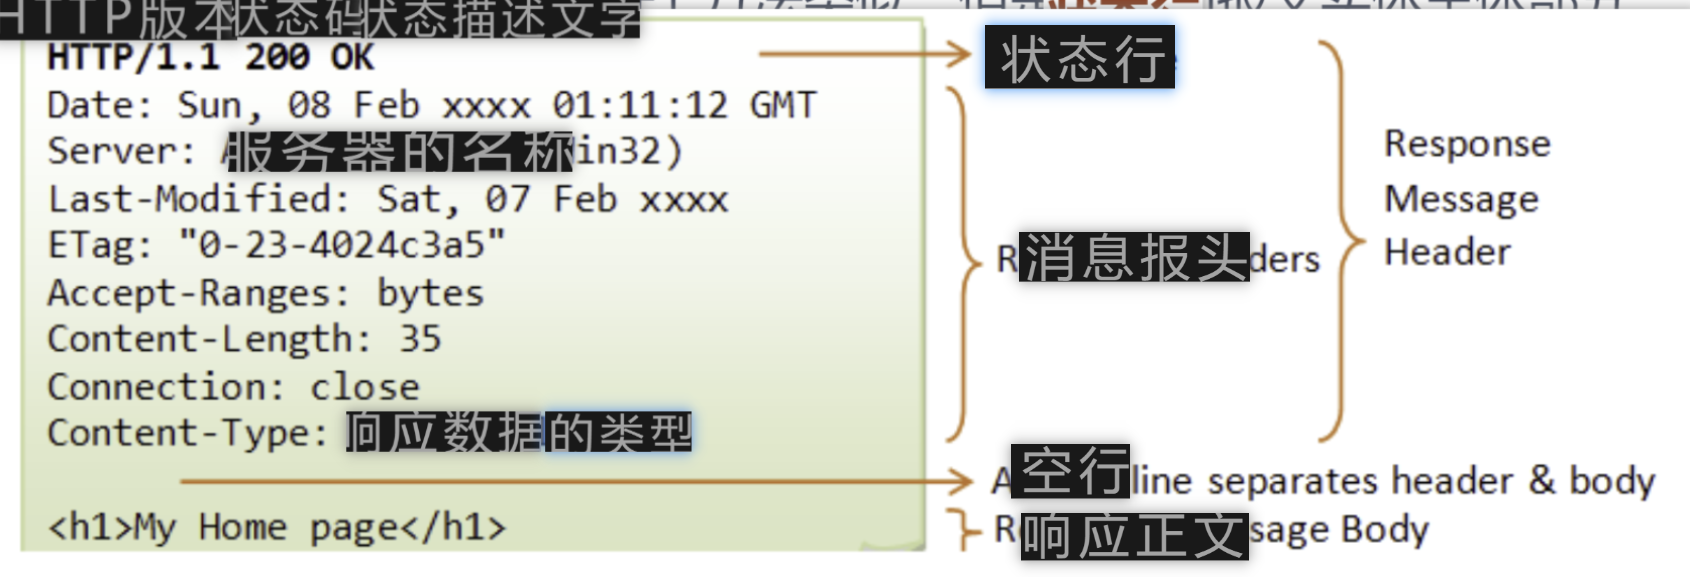 HTTP版本 状态码 状态描述文字
HTTP/1.1 200 OK
状态行
Date: Sun, 08 Feb xxxx 01:11:12 GMT
Server: 服务器的名称in32)
Last-Modified: Sat, 07 Feb xxxx
ETag: "0-23-4024c3a5"
Accept-Ranges: bytes
Content-Length: 35
Connection: close
Content-Type: 响应数据的类型
R消息报头ders
Response
Message
Header
A空行line separates header & body
<h1>My Home page</h1>
R响应正文sage Body